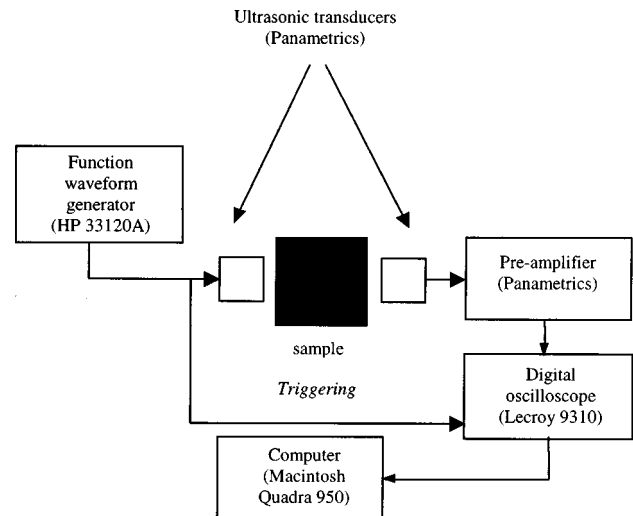 Ultrasonic transducers
(Panametrics)
Function
waveform
generator
(HP 33120A)
Pre-amplifier
(Panametrics)
sample
Triggering
Digital
oscilloscope
(Lecroy 9310)
Computer
(Macintosh
Quadra 950)